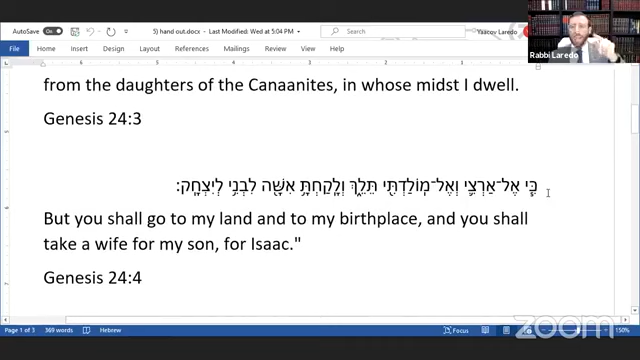 AutoSave On 5) hand out.docx - Last Modified: Wed at 5:04 PM Yaacov Laredo
File Home Insert Draw Design Layout References Mailings Review View Help
Rabbi Laredo
from the daughters of the Canaanites, in whose midst I dwell.
Genesis 24:3
כִּ֧י אֶל־אַרְצִ֛י וְאֶל־מֽוֹלַדְתִּ֖י תֵּלֵ֑ךְ וְלָֽקַחְתָּ֥ אִשָּׁ֖ה לִבְנִ֥י לְיִצְחָֽק׃
But you shall go to my land and to my birthplace, and you shall
take a wife for my son, for Isaac."
Genesis 24:4
Page 1 of 3 369 words Hebrew Focus 150%
zoom